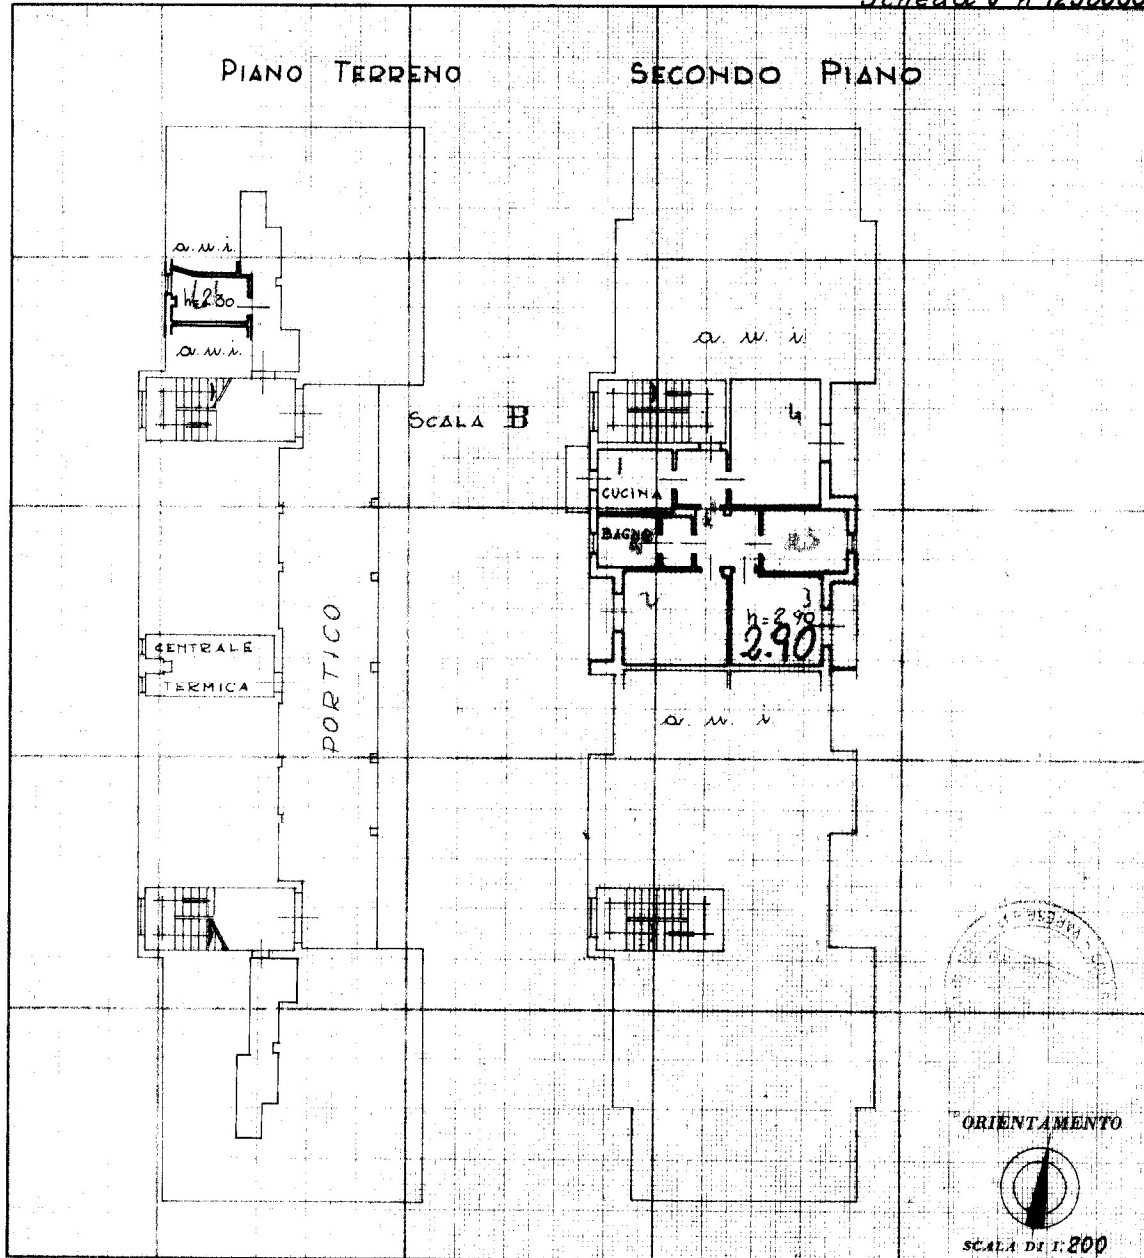 PIANO TERRENO
SECONDO PIANO
a.u.i.
h=2.80
a.u.i.
SCALA B
CENTRALE
TERMICA
PORTICO
a. u. i.
4
1
CUCINA
BAGNO
2
3
h=2.90
2.90
a. u. i.
ORIENTAMENTO
SCALA DI 1:200